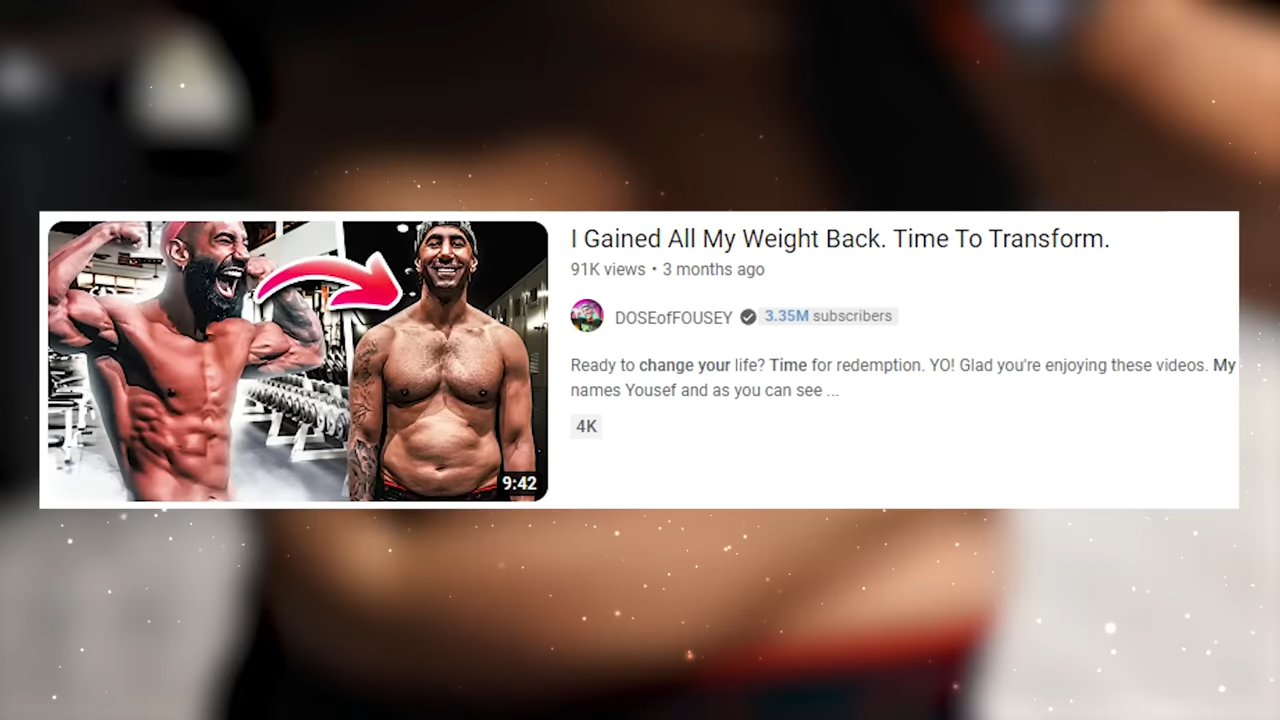 I Gained All My Weight Back. Time To Transform.
91K views • 3 months ago
DOSEofFOUSEY 3.35M subscribers
Ready to change your life? Time for redemption. YO! Glad you're enjoying these videos. My
names Yousef and as you can see ...
9:42
4K